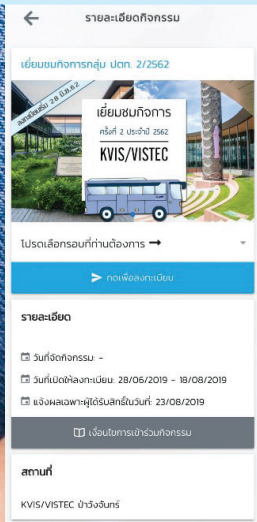 รายละเอียดกิจกรรม
เยี่ยมชมกิจการกลุ่ม ปตท. 2/2562
ลงทะเบียนเริ่ม 28 มิ.ย.62
เยี่ยมชมกิจการ
ครั้งที่ 2 ประจำปี 2562
KVIS/VISTEC
โปรดเลือกรอบที่ท่านต้องการ →
กดเพื่อลงทะเบียน
รายละเอียด
วันที่จัดกิจกรรม: -
วันที่เปิดให้ลงทะเบียน: 28/06/2019 - 18/08/2019
แจ้งผลเฉพาะผู้ได้รับสิทธิ์ในวันที่: 23/08/2019
เงื่อนไขการเข้าร่วมกิจกรรม
สถานที่
KVIS/VISTEC ป่าวังจันทร์